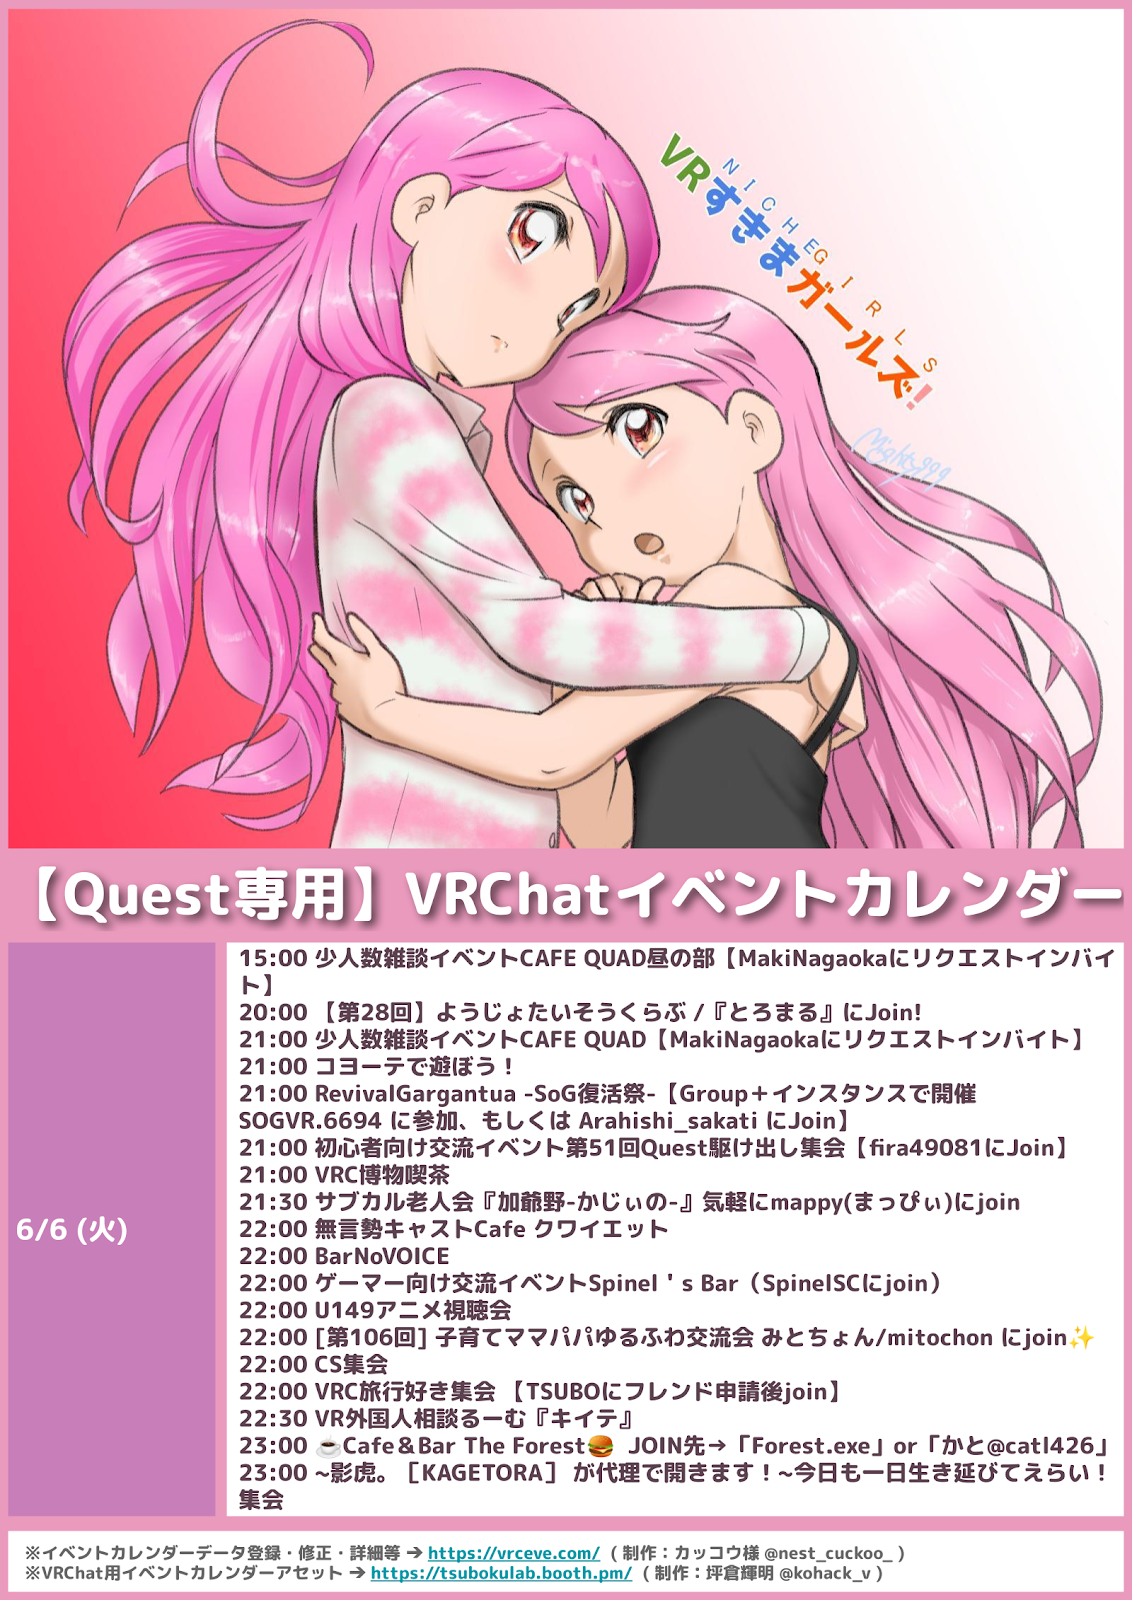 NICHE GIRLS
VRすきまガールズ!
Mighty999
【Quest専用】VRChatイベントカレンダー
6/6 (火)
15:00 少人数雑談イベントCAFE QUAD昼の部【MakiNagaokaにリクエストインバイ
ト】
20:00 【第28回】ようじょたいそうくらぶ /『とろまる』にJoin!
21:00 少人数雑談イベントCAFE QUAD【MakiNagaokaにリクエストインバイト】
21:00 コヨーテで遊ぼう！
21:00 RevivalGargantua -SoG復活祭-【Group＋インスタンスで開催
SOGVR.6694 に参加、もしくは Arahishi_sakati にJoin】
21:00 初心者向け交流イベント第51回Quest駆け出し集会【fira49081にJoin】
21:00 VRC博物喫茶
21:30 サブカル老人会『加爺野-かじぃの-』気軽にmappy(まっぴぃ)にjoin
22:00 無言勢キャストCafe クワイエット
22:00 BarNoVOICE
22:00 ゲーマー向け交流イベントSpinel＇s Bar（SpinelSCにjoin）
22:00 U149アニメ視聴会
22:00 [第106回] 子育てママパパゆるふわ交流会 みとちょん/mitochon にjoin✨
22:00 CS集会
22:00 VRC旅行好き集会 【TSUBOにフレンド申請後join】
22:30 VR外国人相談るーむ『キイテ』
23:00 ☕Cafe＆Bar The Forest🍔 JOIN先→「Forest.exe」or「かと@catl426」
23:00 ~影虎。［KAGETORA］ が代理で開きます！~今日も一日生き延びてえらい！
集会
※イベントカレンダーデータ登録・修正・詳細等 ➔ https://vrceve.com/ ( 制作：カッコウ様 @nest_cuckoo_ )
※VRChat用イベントカレンダーアセット ➔ https://tsubokulab.booth.pm/ ( 制作：坪倉輝明 @kohack_v )